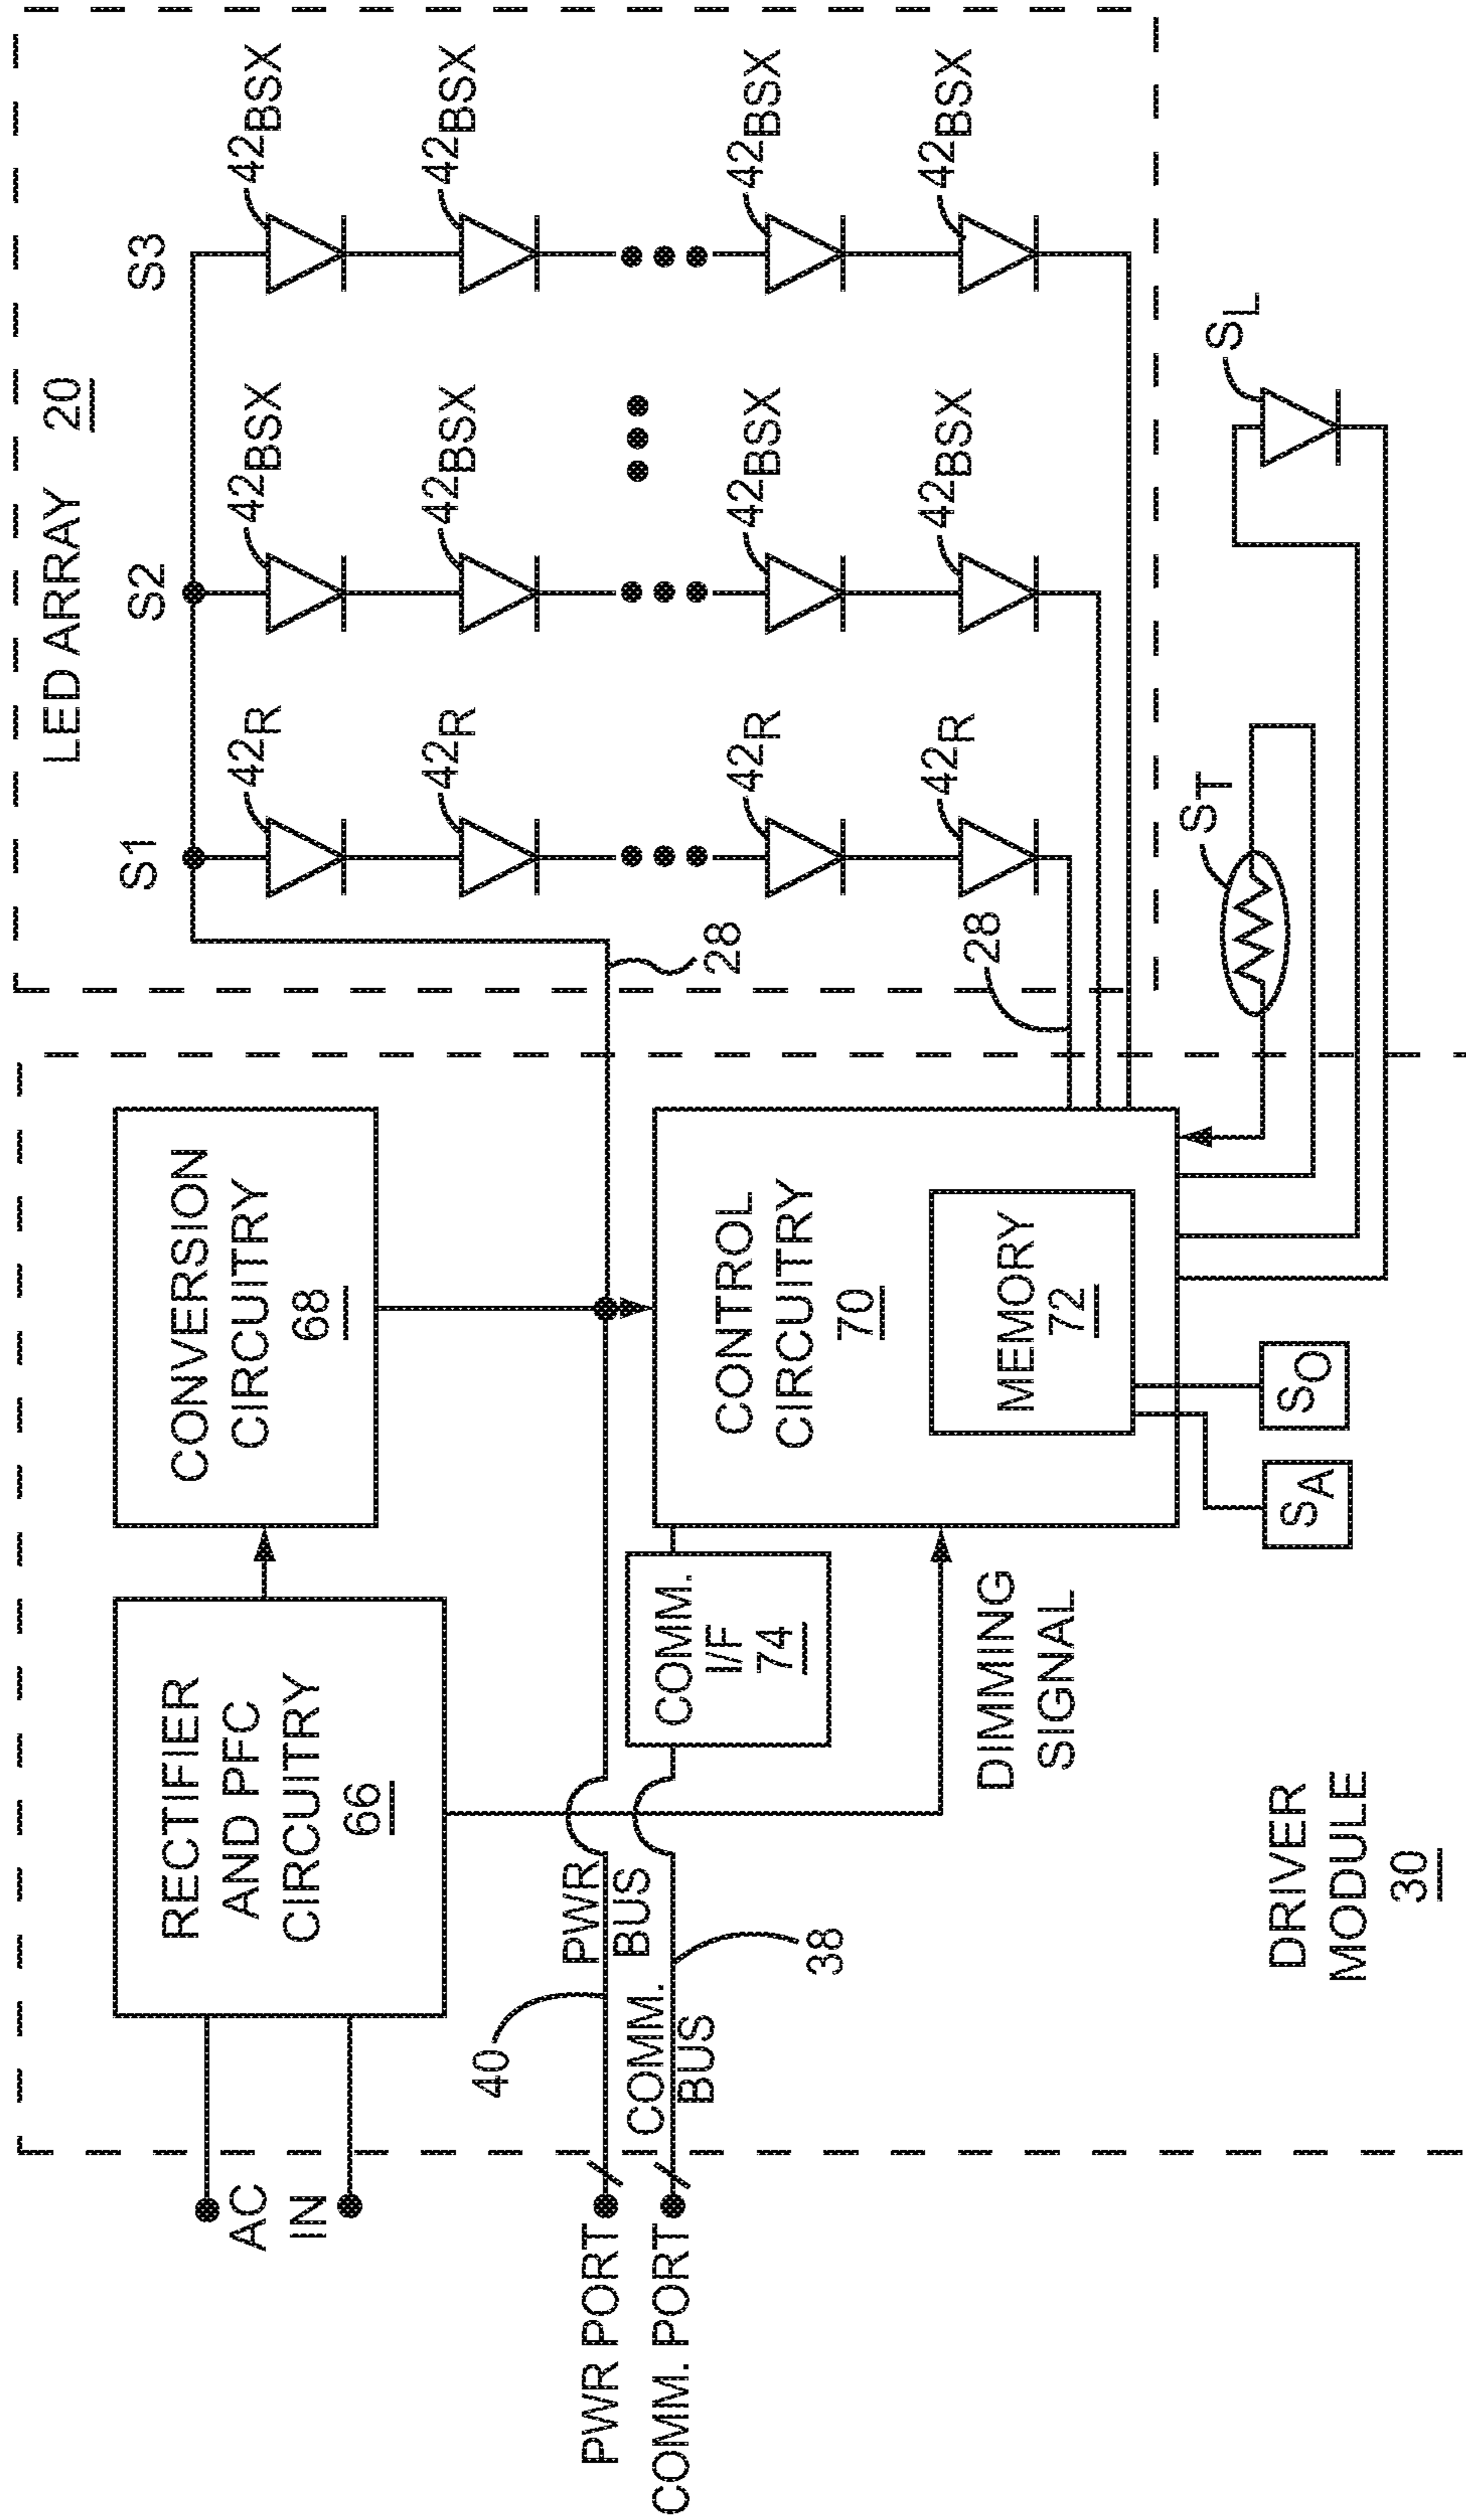 LED ARRAY 20
S1
S2
S3
42R
42BSX
42BSX
42R
42BSX
42BSX
42R
42BSX
42BSX
42R
42BSX
42BSX
28
28
RECTIFIER
AND PFC
CIRCUITRY
66
CONVERSION
CIRCUITRY
68
AC
IN
40
PWR
BUS
PWR PORT
COMM.
BUS
COMM. PORT
38
COMM.
I/F
74
CONTROL
CIRCUITRY
70
MEMORY
72
DIMMING
SIGNAL
ST
SL
SA
SO
DRIVER
MODULE
30